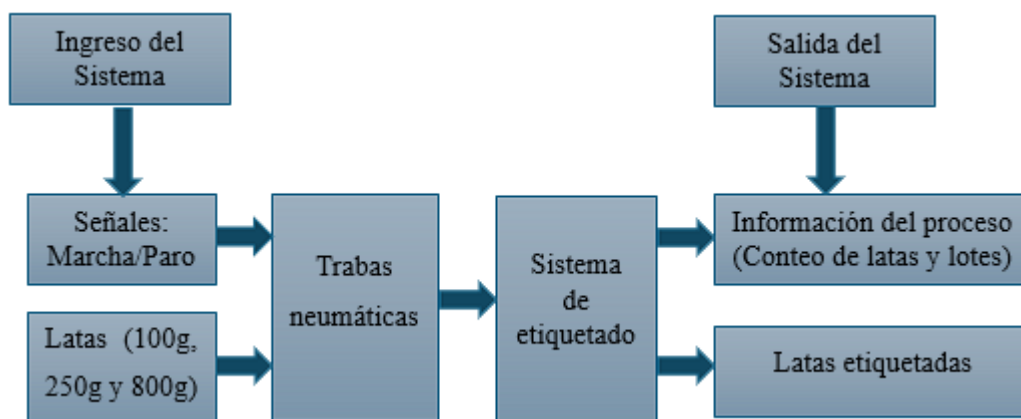 Ingreso del
Sistema
Salida del
Sistema
Señales:
Marcha/Paro
Latas (100g,
250g y 800g)
Trabas
neumáticas
Sistema
de
etiquetado
Información del proceso
(Conteo de latas y lotes)
Latas etiquetadas